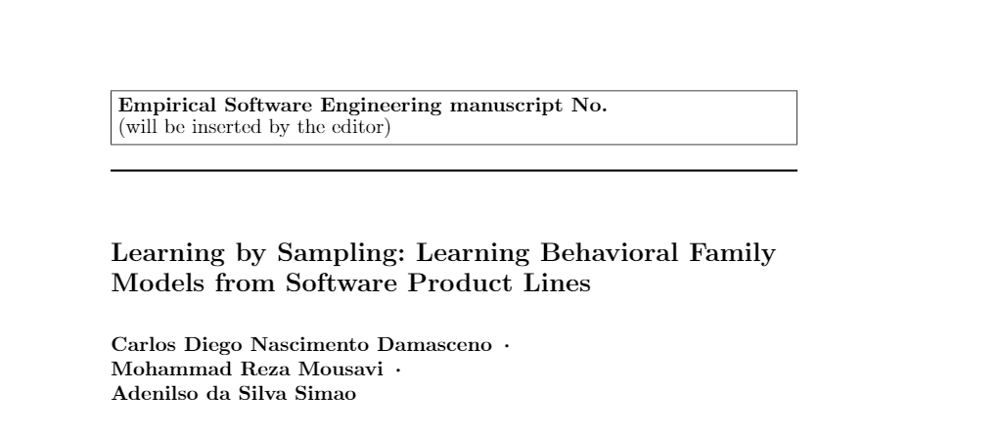 Empirical Software Engineering manuscript No.
(will be inserted by the editor)
Learning by Sampling: Learning Behavioral Family
Models from Software Product Lines
Carlos Diego Nascimento Damasceno ·
Mohammad Reza Mousavi ·
Adenilso da Silva Simao